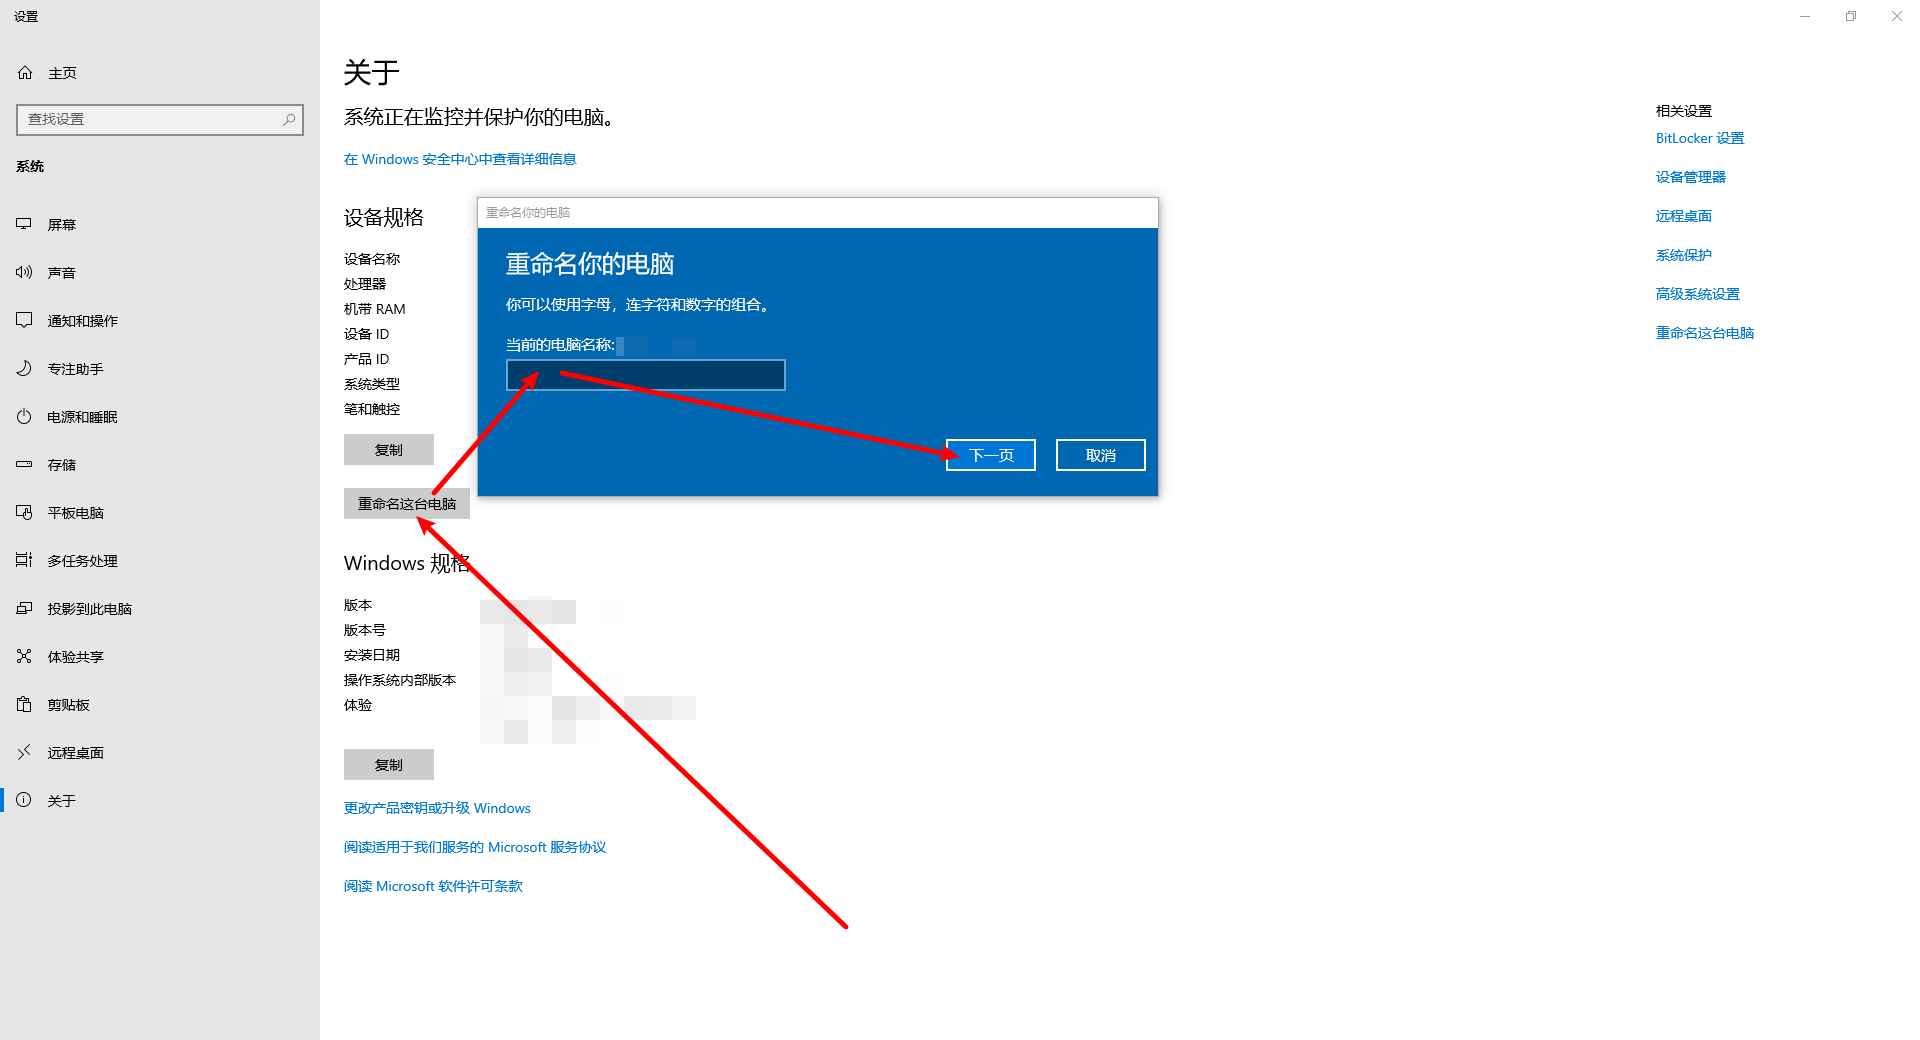 设置
主页
查找设置
系统
屏幕
声音
通知和操作
专注助手
电源和睡眠
存储
平板电脑
多任务处理
投影到此电脑
体验共享
剪贴板
远程桌面
关于
关于
系统正在监控并保护你的电脑。
在 Windows 安全中心中查看详细信息
设备规格
设备名称
处理器
机带 RAM
设备 ID
产品 ID
系统类型
笔和触控
复制
重命名这台电脑
重命名你的电脑
重命名你的电脑
你可以使用字母，连字符和数字的组合。
当前的电脑名称:
下一页
取消
Windows 规格
版本
版本号
安装日期
操作系统内部版本
体验
复制
更改产品密钥或升级 Windows
阅读适用于我们服务的 Microsoft 服务协议
阅读 Microsoft 软件许可条款
相关设置
BitLocker 设置
设备管理器
远程桌面
系统保护
高级系统设置
重命名这台电脑